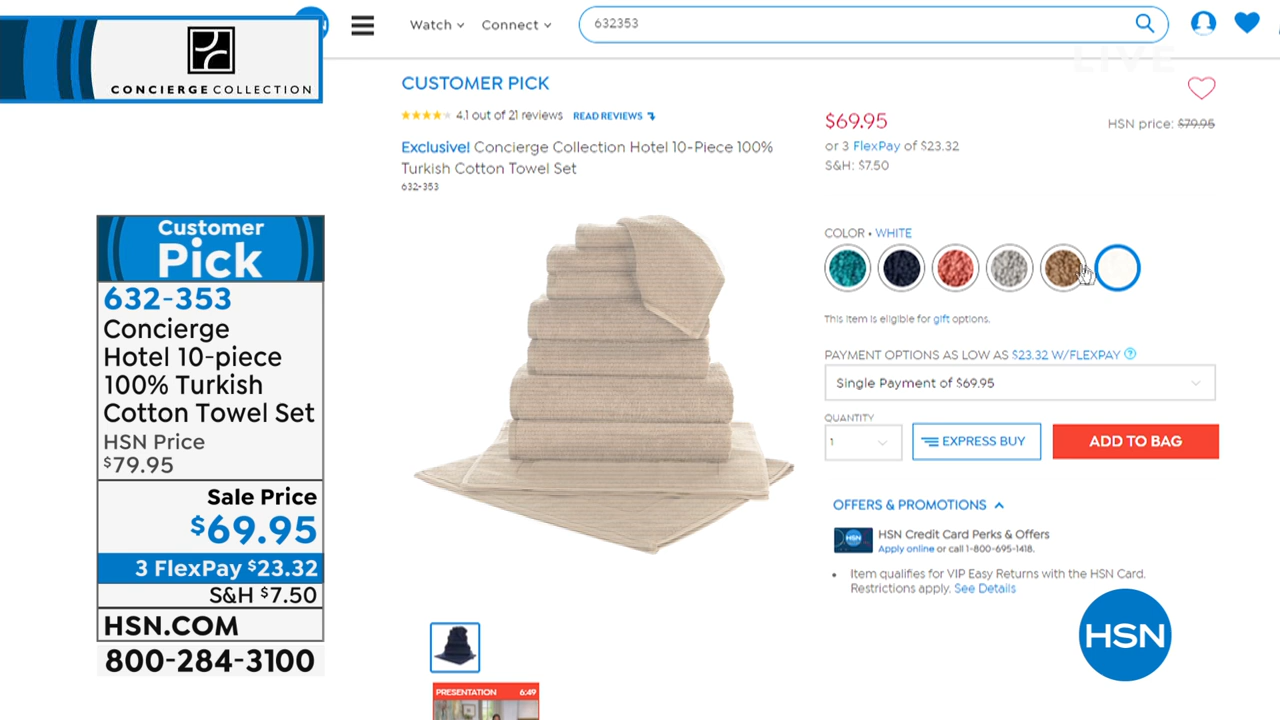 CONCIERGE COLLECTION
HSN
Watch
Connect
632353
LIVE
CUSTOMER PICK
4.1 out of 21 reviews
READ REVIEWS
Exclusive! Concierge Collection Hotel 10-Piece 100%
Turkish Cotton Towel Set
632-353
$69.95
HSN price: $79.95
or 3 FlexPay of $23.32
S&H: $7.50
COLOR • WHITE
This item is eligible for gift options.
PAYMENT OPTIONS AS LOW AS $23.32 W/FLEXPAY ?
Single Payment of $69.95
QUANTITY
1
EXPRESS BUY
ADD TO BAG
OFFERS & PROMOTIONS
HSN
HSN Credit Card Perks & Offers
Apply online or call 1-800-695-1418.
• Item qualifies for VIP Easy Returns with the HSN Card.
Restrictions apply. See Details
Customer
Pick
632-353
Concierge
Hotel 10-piece
100% Turkish
Cotton Towel Set
HSN Price
$79.95
Sale Price
$69.95
3 FlexPay $23.32
S&H $7.50
HSN.COM
800-284-3100
PRESENTATION 6:49
HSN